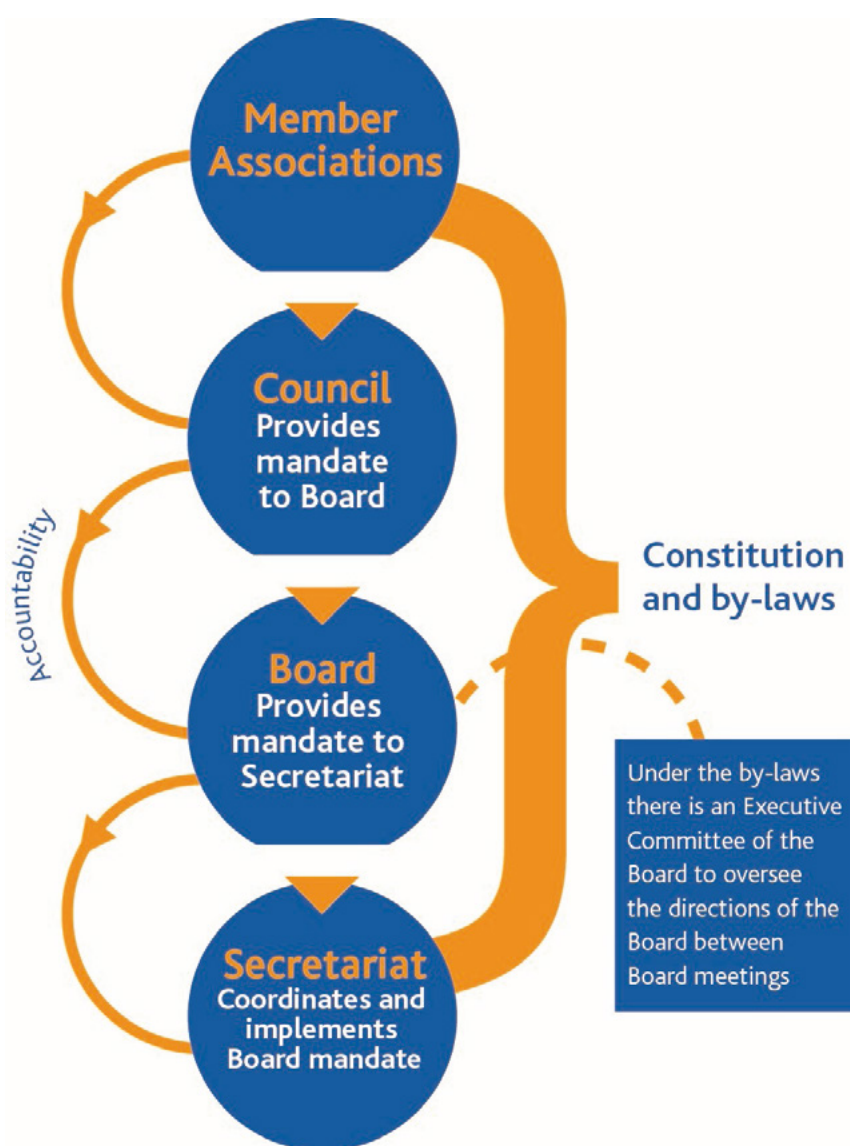 Member
Associations
Council
Provides
mandate
to Board
Accountability
Board
Provides
mandate to
Secretariat
Secretariat
Coordinates and
implements
Board mandate
Constitution
and by-laws
Under the by-laws
there is an Executive
Committee of the
Board to oversee
the directions of the
Board between
Board meetings